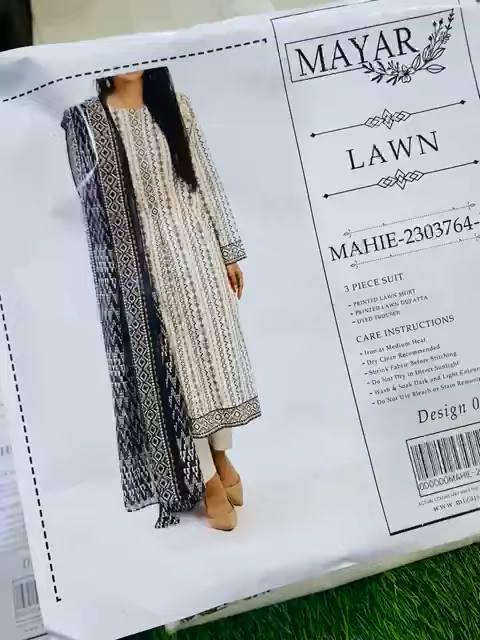 MAYAR
LAWN
MAHIE-2303764-
3 PIECE SUIT
- PRINTED LAWN SHIRT
- PRINTED LAWN DUPATTA
- DYED TROUSER
CARE INSTRUCTIONS
- Iron at Medium Heat
- Dry Clean Recommended
- Shrink Fabric Before Stitching
- Do Not Dry in Direct Sunlight
- Wash & Soak Dark and Light
- Do Not Use Bleach or Stain
Design 0
000000MAHIE-2